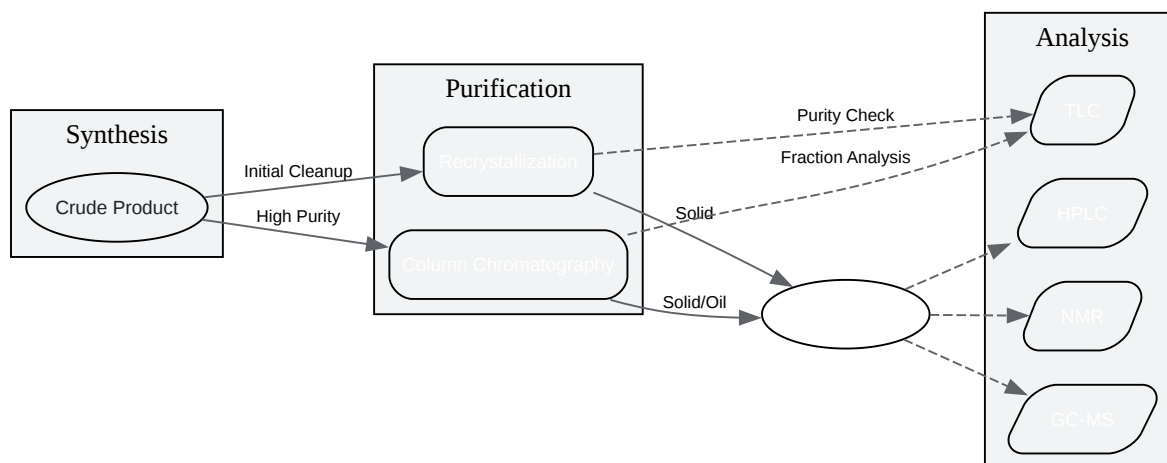 Synthesis
Crude Product
Initial Cleanup
High Purity
Purification
Recrystallization
Column Chromatography
Purity Check
Fraction Analysis
Solid
Solid/Oil
Analysis
TLC
HPLC
NMR
GC-MS